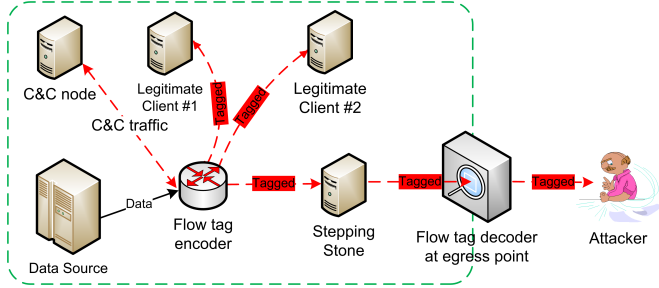 C&C node
Legitimate
Client #1
Legitimate
Client #2
Tagged
Tagged
C&C traffic
Data
Tagged
Tagged
Tagged
Data Source
Flow tag
encoder
Stepping
Stone
Flow tag decoder
at egress point
Attacker